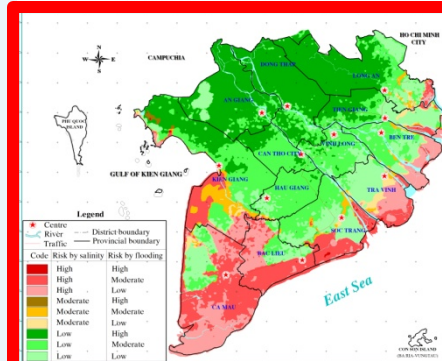 HO CHI MINH
CITY
CAMPUCHIA
N
W E
S
DONG THAP
LONG AN
AN GIANG
TIEN GIANG
PHU QUOC
ISLAND
BEN TRE
VINH LONG
CAN THO CITY
GULF OF KIEN GIANG
KIEN GIANG
TRA VINH
HAU GIANG
SOC TRANG
BAC LIEU
CA MAU
East Sea
Legend
Centre
River
Traffic
District boundary
Provincial boundary
Code Risk by salinity Risk by flooding
High High
High Moderate
High Low
Moderate High
Moderate Moderate
Moderate Low
Low High
Low Moderate
Low Low
CON SON ISLAND